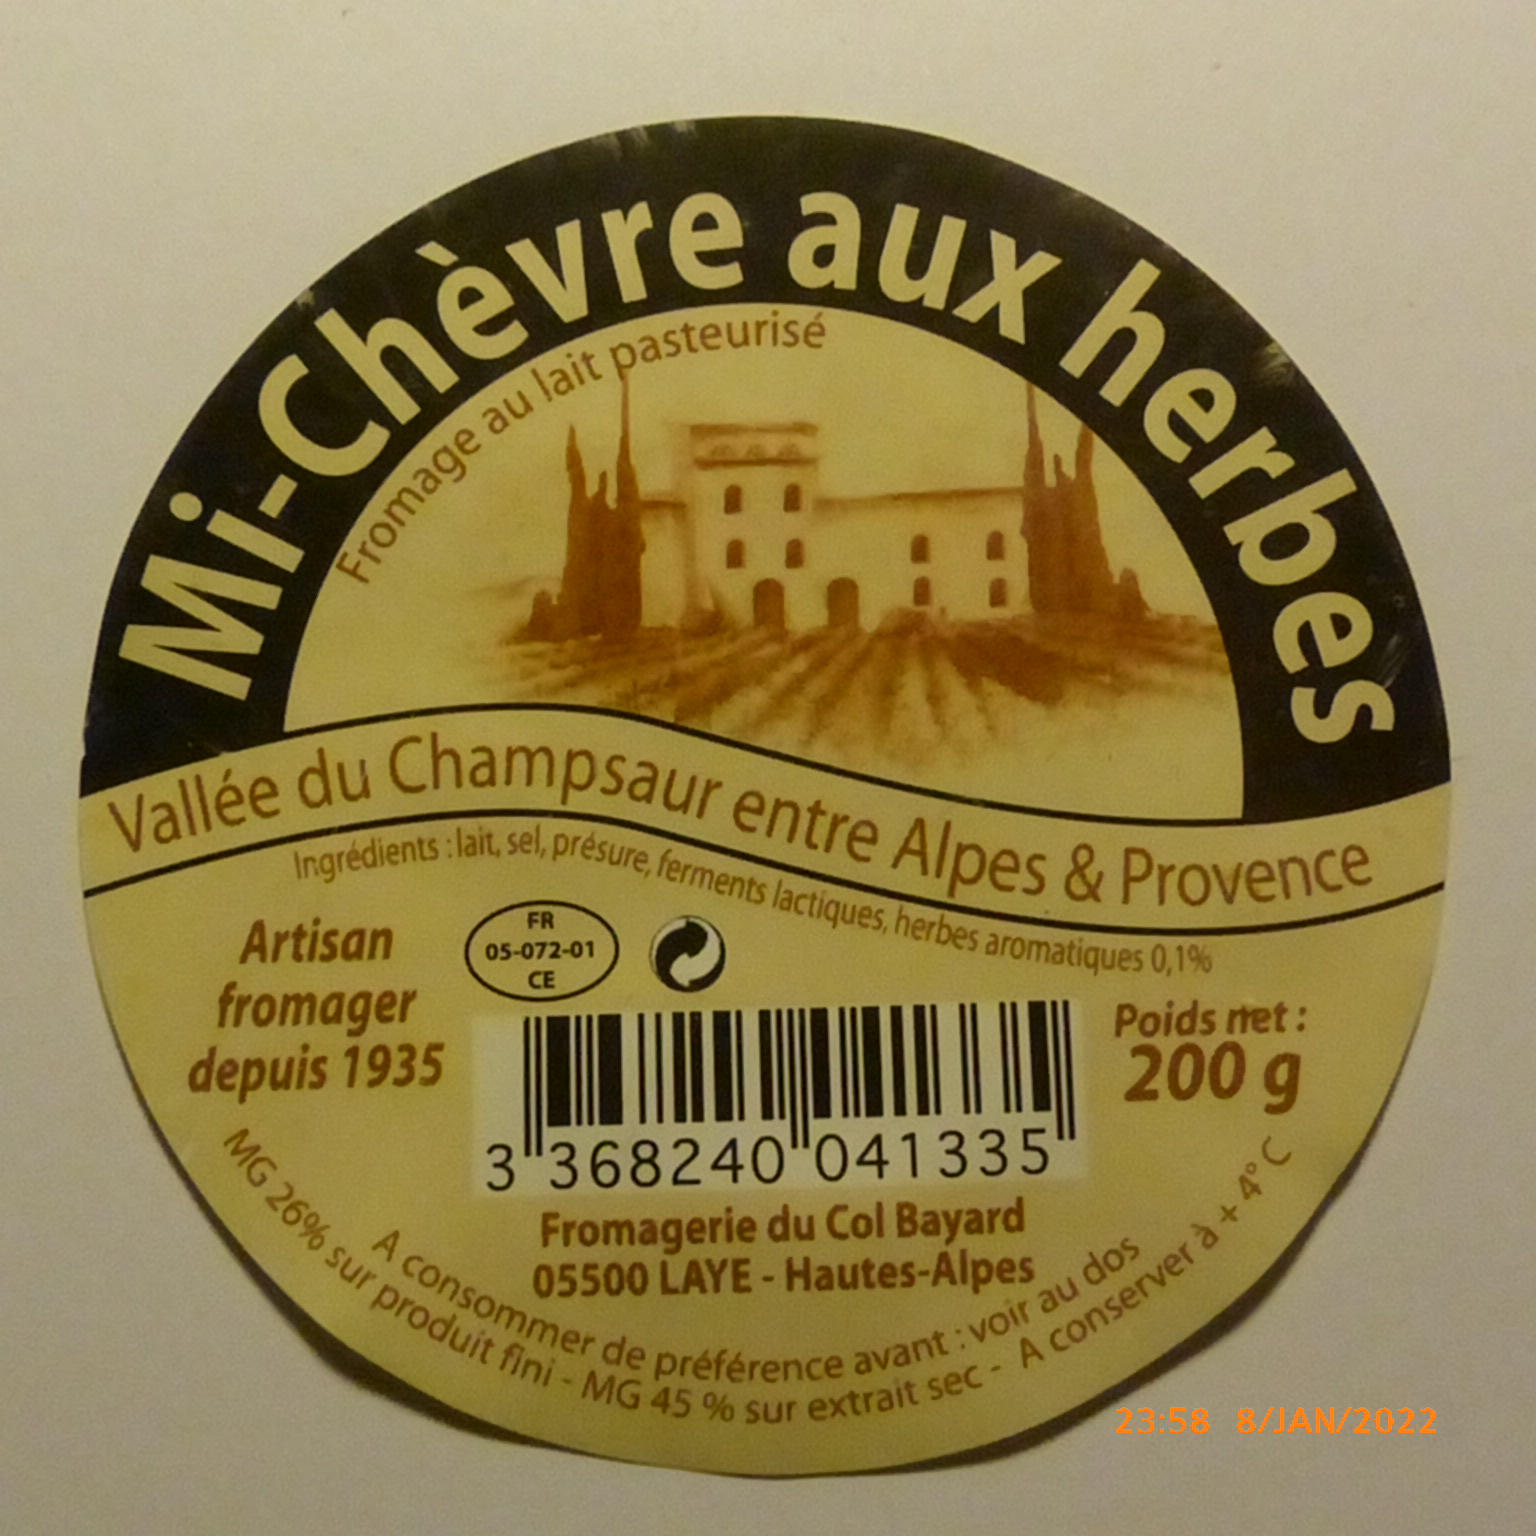 Mi-Chèvre aux herbes
Fromage au lait pasteurisé
Vallée du Champsaur entre Alpes & Provence
Ingrédients : lait, sel, présure, ferments lactiques, herbes aromatiques 0,1%
Artisan
fromager
depuis 1935
FR
05-072-01
CE
Poids net :
200 g
3 368240 041335
Fromagerie du Col Bayard
05500 LAYE - Hautes-Alpes
A consommer de préférence avant : voir au dos
MG 26% sur produit fini - MG 45 % sur extrait sec - A conserver à + 4° C
23:58 8/JAN/2022